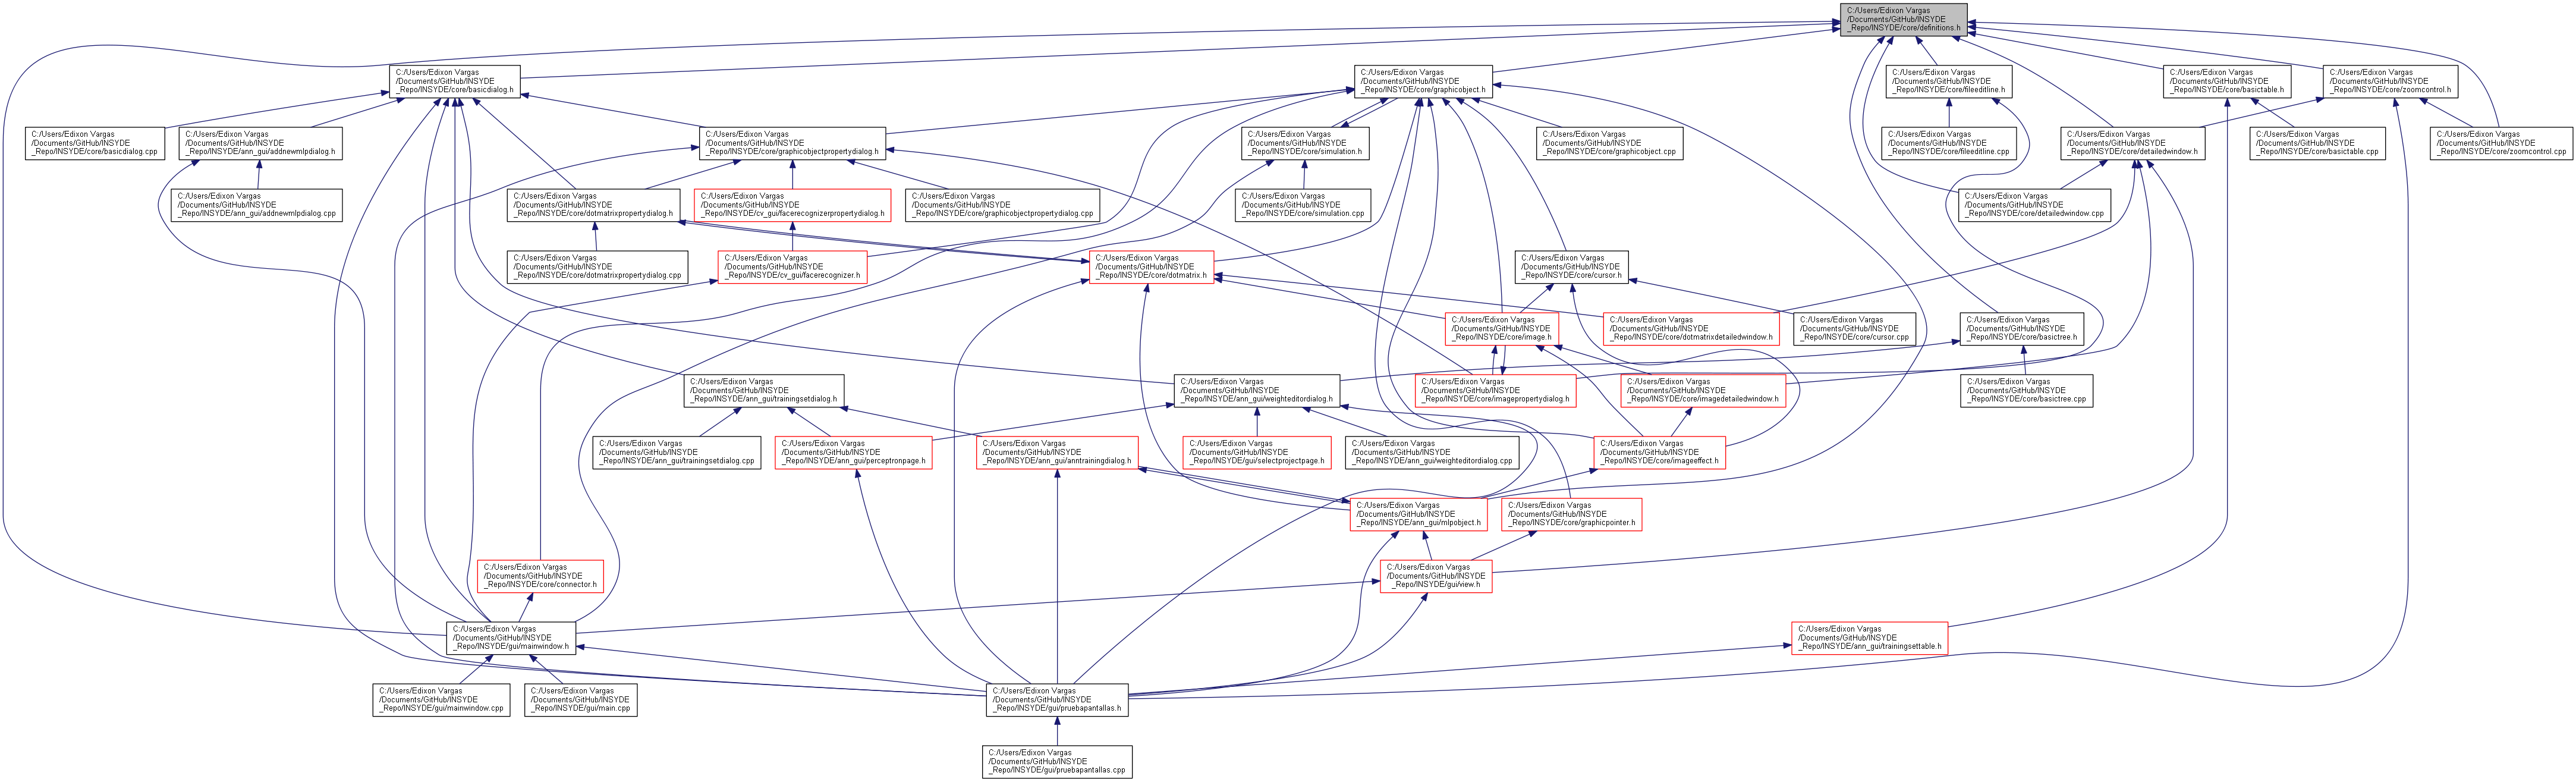 C:/Users/Edixon Vargas
/Documents/GitHub/INSYDE
_Repo/INSYDE/core/definitions.h
C:/Users/Edixon Vargas
/Documents/GitHub/INSYDE
_Repo/INSYDE/core/basicdialog.h
C:/Users/Edixon Vargas
/Documents/GitHub/INSYDE
_Repo/INSYDE/core/graphicobject.h
C:/Users/Edixon Vargas
/Documents/GitHub/INSYDE
_Repo/INSYDE/core/fileeditline.h
C:/Users/Edixon Vargas
/Documents/GitHub/INSYDE
_Repo/INSYDE/core/basictable.h
C:/Users/Edixon Vargas
/Documents/GitHub/INSYDE
_Repo/INSYDE/core/zoomcontrol.h
C:/Users/Edixon Vargas
/Documents/GitHub/INSYDE
_Repo/INSYDE/core/basicdialog.cpp
C:/Users/Edixon Vargas
/Documents/GitHub/INSYDE
_Repo/INSYDE/ann_gui/addnewmlpdialog.h
C:/Users/Edixon Vargas
/Documents/GitHub/INSYDE
_Repo/INSYDE/core/graphicobjectpropertydialog.h
C:/Users/Edixon Vargas
/Documents/GitHub/INSYDE
_Repo/INSYDE/core/simulation.h
C:/Users/Edixon Vargas
/Documents/GitHub/INSYDE
_Repo/INSYDE/core/graphicobject.cpp
C:/Users/Edixon Vargas
/Documents/GitHub/INSYDE
_Repo/INSYDE/core/fileeditline.cpp
C:/Users/Edixon Vargas
/Documents/GitHub/INSYDE
_Repo/INSYDE/core/detailedwindow.h
C:/Users/Edixon Vargas
/Documents/GitHub/INSYDE
_Repo/INSYDE/core/basictable.cpp
C:/Users/Edixon Vargas
/Documents/GitHub/INSYDE
_Repo/INSYDE/core/zoomcontrol.cpp
C:/Users/Edixon Vargas
/Documents/GitHub/INSYDE
_Repo/INSYDE/ann_gui/addnewmlpdialog.cpp
C:/Users/Edixon Vargas
/Documents/GitHub/INSYDE
_Repo/INSYDE/core/dotmatrixpropertydialog.h
C:/Users/Edixon Vargas
/Documents/GitHub/INSYDE
_Repo/INSYDE/cv_gui/facerecognizerpropertydialog.h
C:/Users/Edixon Vargas
/Documents/GitHub/INSYDE
_Repo/INSYDE/core/graphicobjectpropertydialog.cpp
C:/Users/Edixon Vargas
/Documents/GitHub/INSYDE
_Repo/INSYDE/core/simulation.cpp
C:/Users/Edixon Vargas
/Documents/GitHub/INSYDE
_Repo/INSYDE/core/detailedwindow.cpp
C:/Users/Edixon Vargas
/Documents/GitHub/INSYDE
_Repo/INSYDE/core/dotmatrixpropertydialog.cpp
C:/Users/Edixon Vargas
/Documents/GitHub/INSYDE
_Repo/INSYDE/cv_gui/facerecognizer.h
C:/Users/Edixon Vargas
/Documents/GitHub/INSYDE
_Repo/INSYDE/core/dotmatrix.h
C:/Users/Edixon Vargas
/Documents/GitHub/INSYDE
_Repo/INSYDE/core/cursor.h
C:/Users/Edixon Vargas
/Documents/GitHub/INSYDE
_Repo/INSYDE/core/image.h
C:/Users/Edixon Vargas
/Documents/GitHub/INSYDE
_Repo/INSYDE/core/dotmatrixdetailedwindow.h
C:/Users/Edixon Vargas
/Documents/GitHub/INSYDE
_Repo/INSYDE/core/cursor.cpp
C:/Users/Edixon Vargas
/Documents/GitHub/INSYDE
_Repo/INSYDE/core/basictree.h
C:/Users/Edixon Vargas
/Documents/GitHub/INSYDE
_Repo/INSYDE/ann_gui/trainingsetdialog.h
C:/Users/Edixon Vargas
/Documents/GitHub/INSYDE
_Repo/INSYDE/ann_gui/weighteditordialog.h
C:/Users/Edixon Vargas
/Documents/GitHub/INSYDE
_Repo/INSYDE/core/imagepropertydialog.h
C:/Users/Edixon Vargas
/Documents/GitHub/INSYDE
_Repo/INSYDE/core/imagedetailedwindow.h
C:/Users/Edixon Vargas
/Documents/GitHub/INSYDE
_Repo/INSYDE/core/basictree.cpp
C:/Users/Edixon Vargas
/Documents/GitHub/INSYDE
_Repo/INSYDE/ann_gui/trainingsetdialog.cpp
C:/Users/Edixon Vargas
/Documents/GitHub/INSYDE
_Repo/INSYDE/ann_gui/perceptronpage.h
C:/Users/Edixon Vargas
/Documents/GitHub/INSYDE
_Repo/INSYDE/ann_gui/anntrainingdialog.h
C:/Users/Edixon Vargas
/Documents/GitHub/INSYDE
_Repo/INSYDE/gui/selectprojectpage.h
C:/Users/Edixon Vargas
/Documents/GitHub/INSYDE
_Repo/INSYDE/ann_gui/weighteditordialog.cpp
C:/Users/Edixon Vargas
/Documents/GitHub/INSYDE
_Repo/INSYDE/core/imageeffect.h
C:/Users/Edixon Vargas
/Documents/GitHub/INSYDE
_Repo/INSYDE/ann_gui/mlpobject.h
C:/Users/Edixon Vargas
/Documents/GitHub/INSYDE
_Repo/INSYDE/core/graphicpointer.h
C:/Users/Edixon Vargas
/Documents/GitHub/INSYDE
_Repo/INSYDE/core/connector.h
C:/Users/Edixon Vargas
/Documents/GitHub/INSYDE
_Repo/INSYDE/gui/view.h
C:/Users/Edixon Vargas
/Documents/GitHub/INSYDE
_Repo/INSYDE/gui/mainwindow.h
C:/Users/Edixon Vargas
/Documents/GitHub/INSYDE
_Repo/INSYDE/ann_gui/trainingsettable.h
C:/Users/Edixon Vargas
/Documents/GitHub/INSYDE
_Repo/INSYDE/gui/mainwindow.cpp
C:/Users/Edixon Vargas
/Documents/GitHub/INSYDE
_Repo/INSYDE/gui/main.cpp
C:/Users/Edixon Vargas
/Documents/GitHub/INSYDE
_Repo/INSYDE/gui/pruebapantallas.h
C:/Users/Edixon Vargas
/Documents/GitHub/INSYDE
_Repo/INSYDE/gui/pruebapantallas.cpp